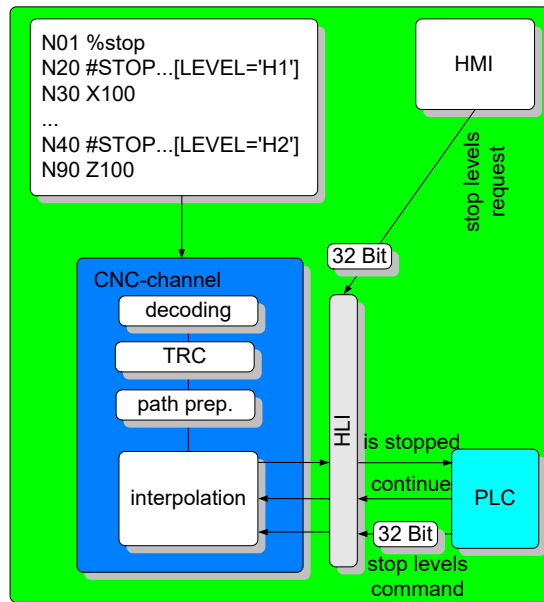 N01 %stop
N20 #STOP...[LEVEL='H1']
N30 X100
...
N40 #STOP...[LEVEL='H2']
N90 Z100
HMI
stop levels
request
32 Bit
CNC-channel
decoding
TRC
path prep.
interpolation
HLI
is stopped
continue
PLC
32 Bit
stop levels
command